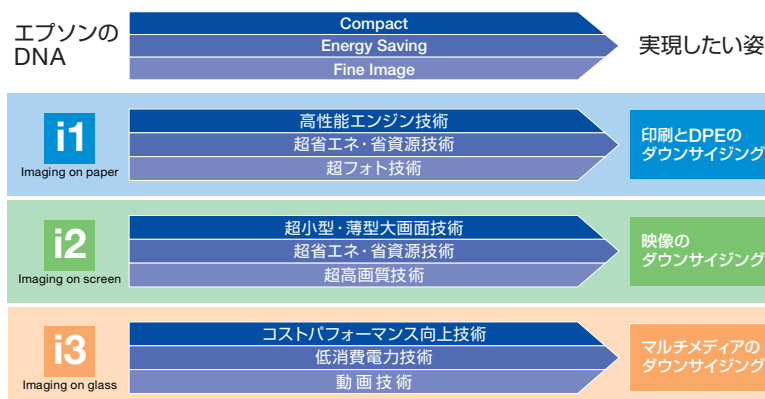 エプソンの
DNA
Compact
Energy Saving
Fine Image
実現したい姿
i1
Imaging on paper
高性能エンジン技術
超省エネ・省資源技術
超フォト技術
印刷とDPEの
ダウンサイジング
i2
Imaging on screen
超小型・薄型大画面技術
超省エネ・省資源技術
超高画質技術
映像の
ダウンサイジング
i3
Imaging on glass
コストパフォーマンス向上技術
低消費電力技術
動画技術
マルチメディアの
ダウンサイジング